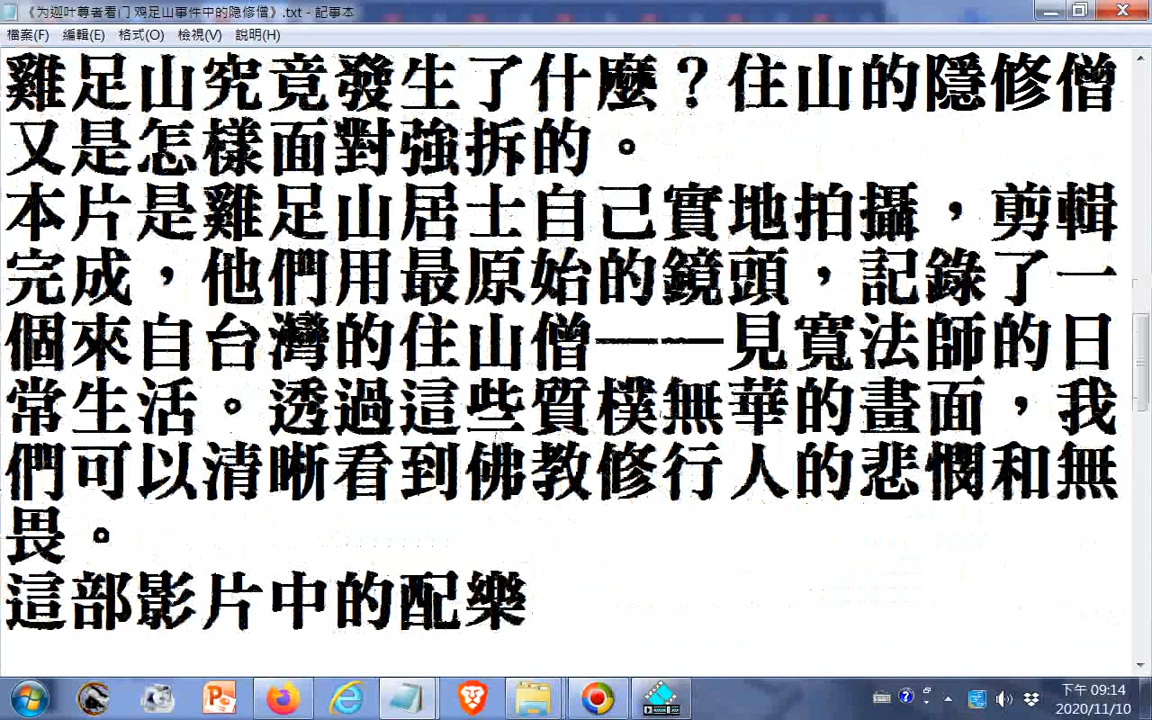 《为迦叶尊者看门 鸡足山事件中的隐修僧》.txt - 記事本
檔案(F) 編輯(E) 格式(O) 檢視(V) 說明(H)
雞足山究竟發生了什麼？住山的隱修僧
又是怎樣面對強拆的。
本片是雞足山居士自己實地拍攝，剪輯
完成，他們用最原始的鏡頭，記錄了一
個來自台灣的住山僧——見寬法師的日
常生活。透過這些質樸無華的畫面，我
們可以清晰看到佛教修行人的悲憫和無
畏。
這部影片中的配樂
下午 09:14
2020/11/10